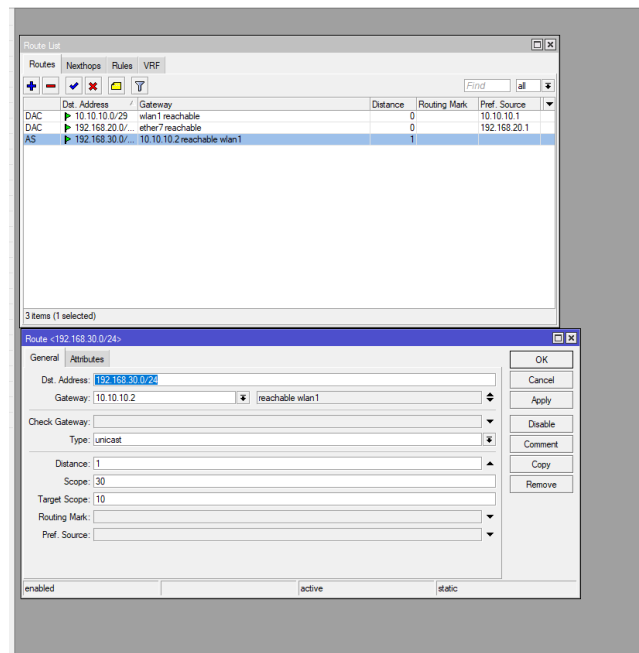 Route List
Routes Nexthops Rules VRF
Find all
Dst. Address Gateway Distance Routing Mark Pref. Source
DAC 10.10.10.0/29 wlan1 reachable 0 10.10.10.1
DAC 192.168.20.0/... ether7 reachable 0 192.168.20.1
AS 192.168.30.0/... 10.10.10.2 reachable wlan1 1
3 items (1 selected)
Route <192.168.30.0/24>
General Attributes OK
Dst. Address: 192.168.30.0/24 Cancel
Gateway: 10.10.10.2 reachable wlan1 Apply
Check Gateway: Disable
Type: unicast Comment
Distance: 1 Copy
Scope: 30 Remove
Target Scope: 10
Routing Mark:
Pref. Source:
enabled active static